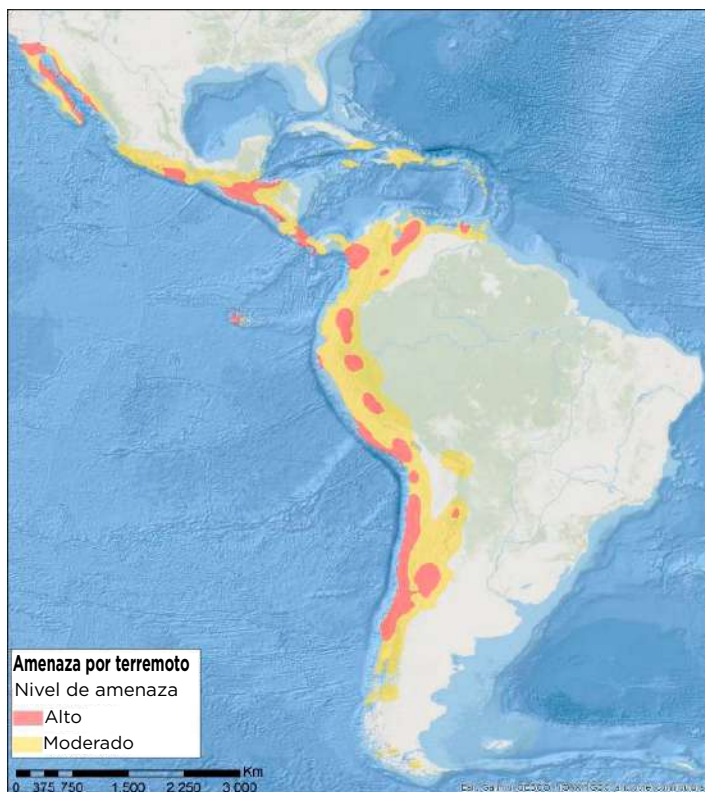 Amenaza por terremoto
Nivel de amenaza
Alto
Moderado
Km
0 375 750 1.500 2.250 3.000